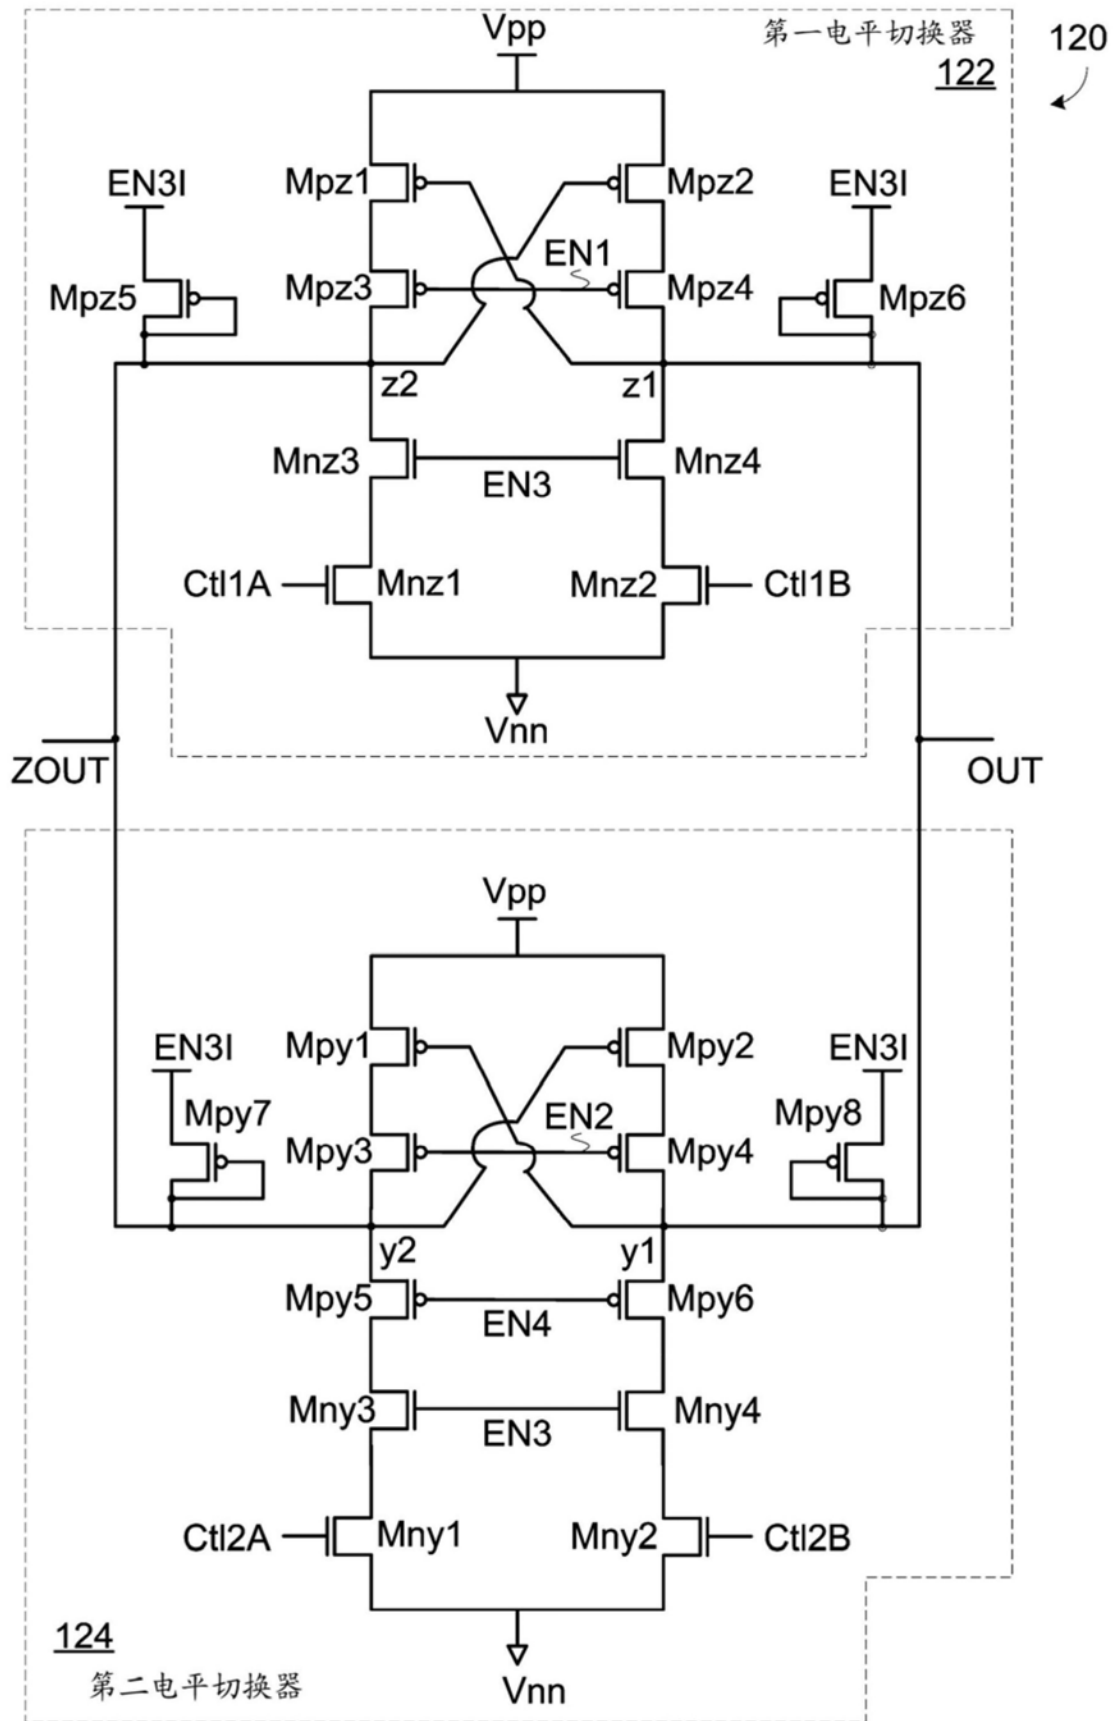 Vpp
第一电平切换器
122
120
Mpz1
Mpz2
EN3I
EN3I
EN1
Mpz5
Mpz3
Mpz4
Mpz6
z2
z1
Mnz3
EN3
Mnz4
Ctl1A
Mnz1
Mnz2
Ctl1B
Vnn
ZOUT
OUT
Vpp
Mpy1
Mpy2
EN3I
EN3I
Mpy7
EN2
Mpy8
Mpy3
Mpy4
y2
y1
Mpy5
EN4
Mpy6
Mny3
EN3
Mny4
Ctl2A
Mny1
Mny2
Ctl2B
124
第二电平切换器
Vnn